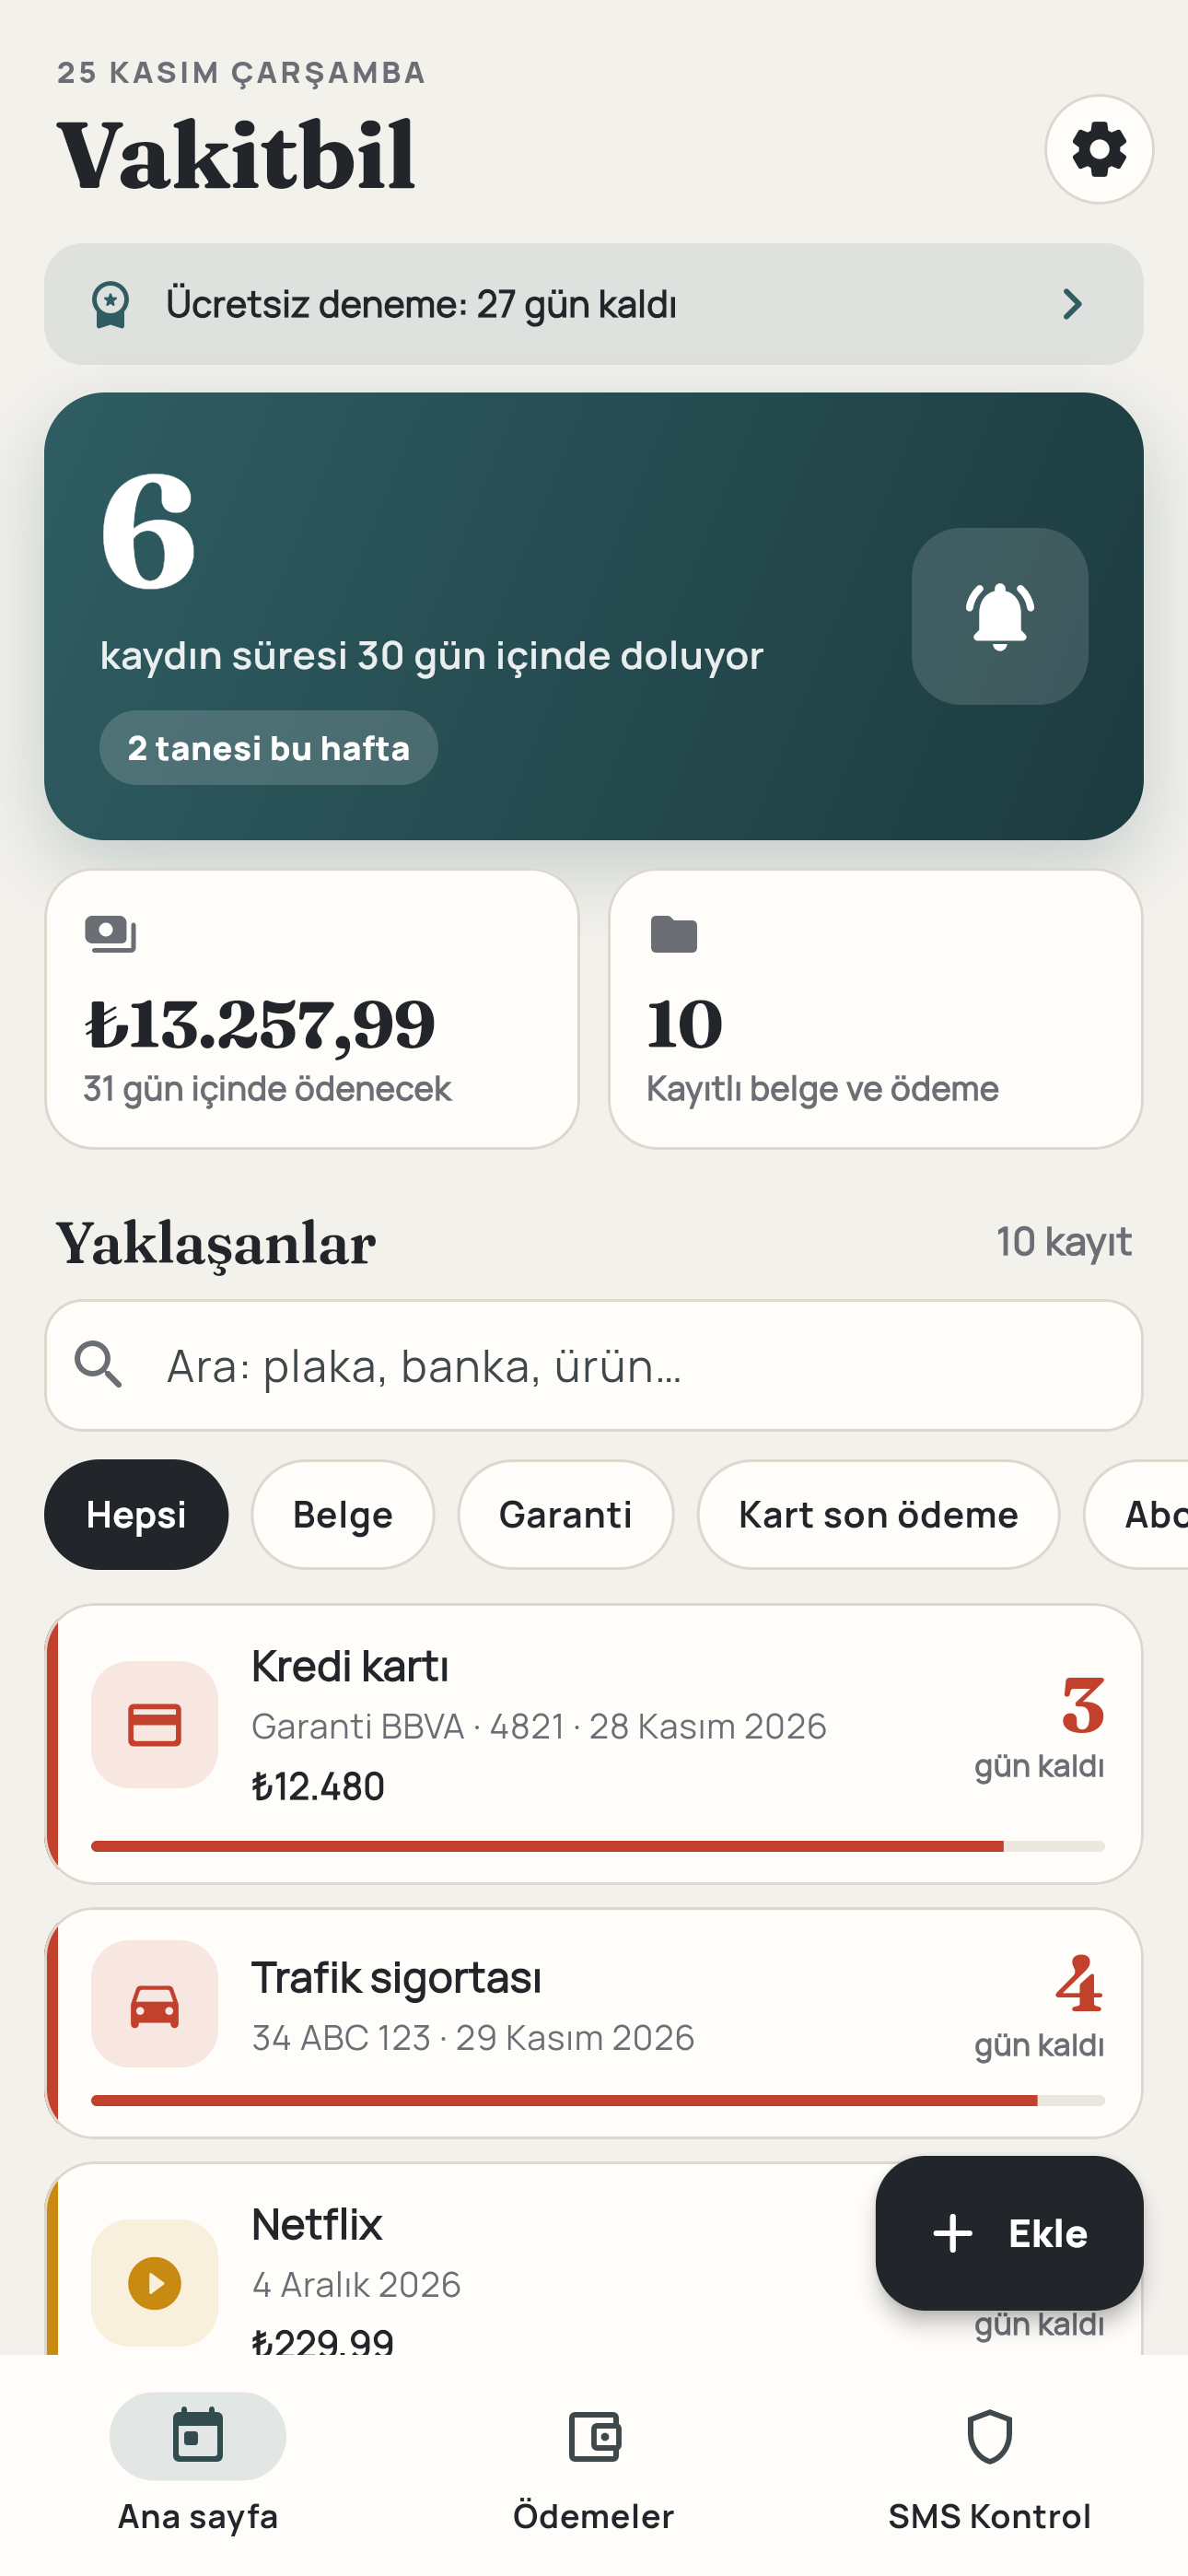 25 KASIM ÇARŞAMBA
Vakitbil
Ücretsiz deneme: 27 gün kaldı
6
kaydın süresi 30 gün içinde doluyor
2 tanesi bu hafta
₺13.257,99
31 gün içinde ödenecek
10
Kayıtlı belge ve ödeme
Yaklaşanlar
10 kayıt
Ara: plaka, banka, ürün...
Hepsi
Belge
Garanti
Kart son ödeme
Abo
Kredi kartı
Garanti BBVA · 4821 · 28 Kasım 2026
₺12.480
3
gün kaldı
Trafik sigortası
34 ABC 123 · 29 Kasım 2026
4
gün kaldı
Netflix
4 Aralık 2026
₺229,99
gün kaldı
Ekle
Ana sayfa
Ödemeler
SMS Kontrol